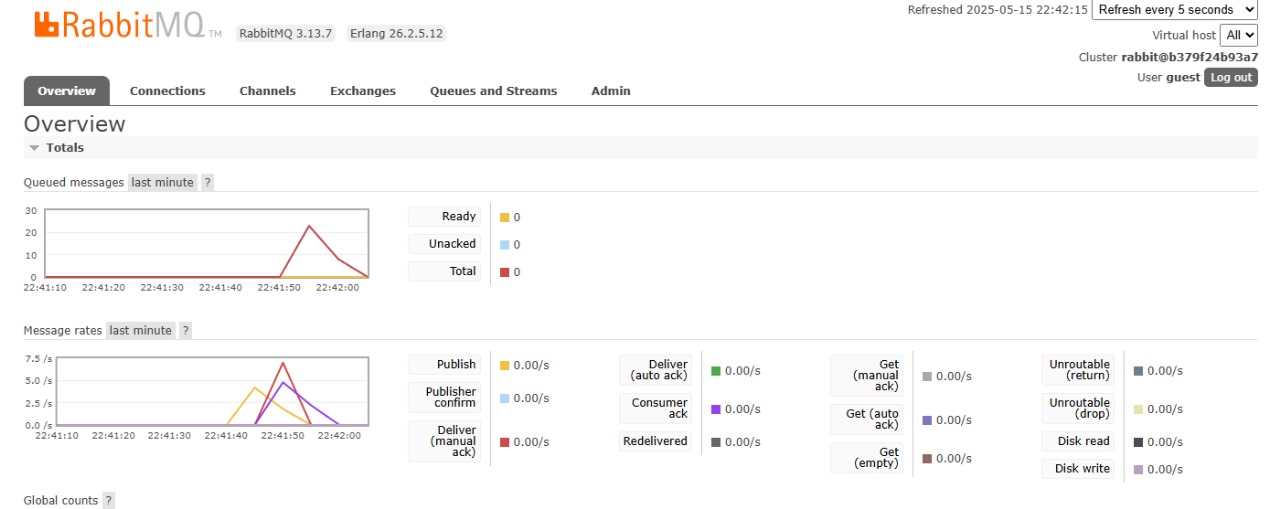 RabbitMQ TM
RabbitMQ 3.13.7 Erlang 26.2.5.12
Refreshed 2025-05-15 22:42:15 Refresh every 5 seconds
Virtual host All
Cluster rabbit@b379f24b93a7
User guest Log out
Overview Connections Channels Exchanges Queues and Streams Admin
Overview
Totals
Queued messages last minute ?
30
20
10
0
22:41:10 22:41:20 22:41:30 22:41:40 22:41:50 22:42:00
Ready 0
Unacked 0
Total 0
Message rates last minute ?
7.5 /s
5.0 /s
2.5 /s
0.0 /s
22:41:10 22:41:20 22:41:30 22:41:40 22:41:50 22:42:00
Publish 0.00/s
Publisher
confirm 0.00/s
Deliver
(manual
ack) 0.00/s
Deliver
(auto ack) 0.00/s
Consumer
ack 0.00/s
Redelivered 0.00/s
Get
(manual
ack) 0.00/s
Get (auto
ack) 0.00/s
Get
(empty) 0.00/s
Unroutable
(return) 0.00/s
Unroutable
(drop) 0.00/s
Disk read 0.00/s
Disk write 0.00/s
Global counts ?